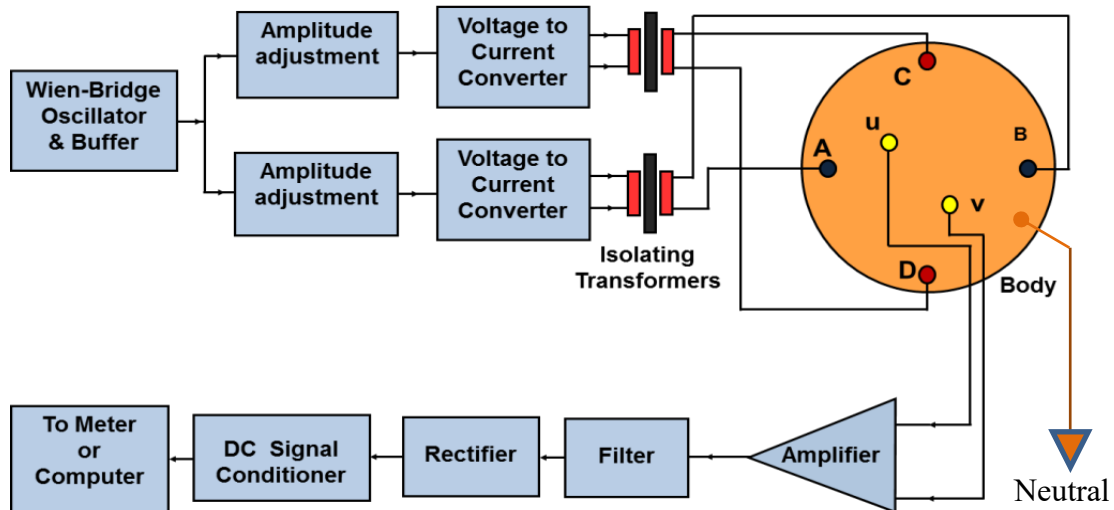 Amplitude
adjustment
Voltage to
Current
Converter
Wien-Bridge
Oscillator
& Buffer
Amplitude
adjustment
Voltage to
Current
Converter
Isolating
Transformers
C
u
B
A
v
D
Body
To Meter
or
Computer
DC Signal
Conditioner
Rectifier
Filter
Amplifier
Neutral